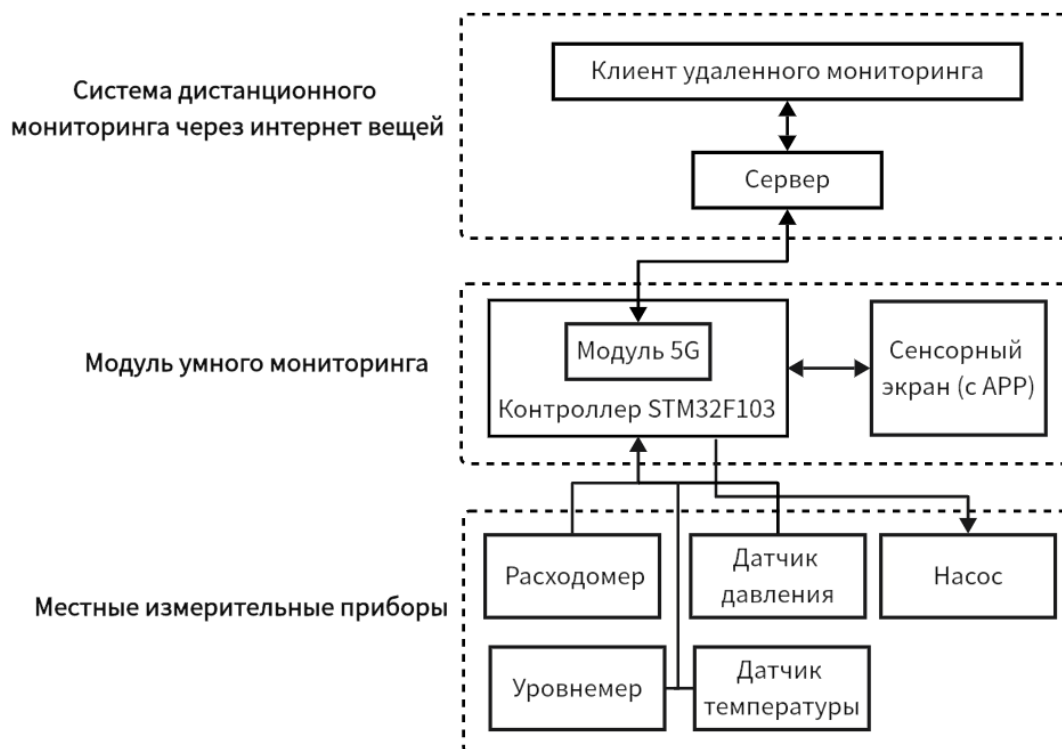 Клиент удаленного мониторинга
Система дистанционного
мониторинга через интернет вещей
Сервер
Модуль умного мониторинга
Модуль 5G
Контроллер STM32F103
Сенсорный
экран (с APP)
Местные измерительные приборы
Расходомер
Датчик
давления
Насос
Уровнемер
Датчик
температуры